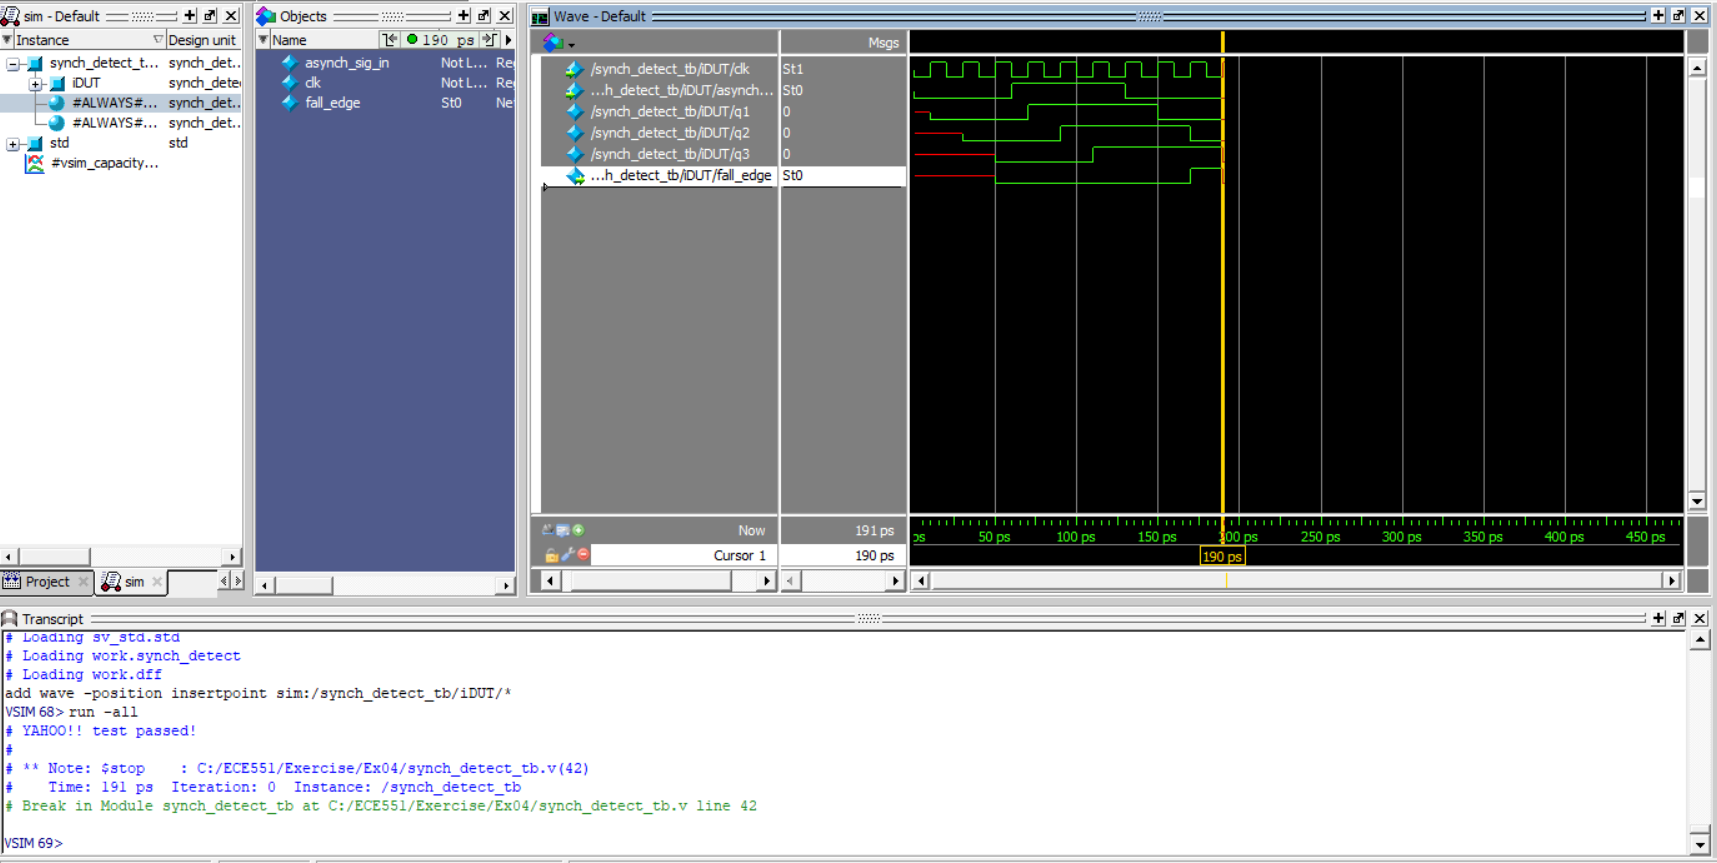 sim - Default
Instance Design unit
synch_detect_t... synch_det...
iDUT synch_dete
#ALWAYS#... synch_det...
#ALWAYS#... synch_det...
std std
#vsim_capacity...
Project sim
Objects
Name 190 ps
asynch_sig_in Not L... Re
clk Not L... Re
fall_edge St0 Ne
Wave - Default
Msgs
/synch_detect_tb/iDUT/clk St1
...h_detect_tb/iDUT/asynch... St0
/synch_detect_tb/iDUT/q1 0
/synch_detect_tb/iDUT/q2 0
/synch_detect_tb/iDUT/q3 0
...h_detect_tb/iDUT/fall_edge St0
Now 191 ps
Cursor 1 190 ps
ps 50 ps 100 ps 150 ps 200 ps 250 ps 300 ps 350 ps 400 ps 450 ps
190 ps
Transcript
# Loading sv_std.std
# Loading work.synch_detect
# Loading work.dff
add wave -position insertpoint sim:/synch_detect_tb/iDUT/*
VSIM 68> run -all
# YAHOO!! test passed!
#
# ** Note: $stop : C:/ECE551/Exercise/Ex04/synch_detect_tb.v(42)
# Time: 191 ps Iteration: 0 Instance: /synch_detect_tb
# Break in Module synch_detect_tb at C:/ECE551/Exercise/Ex04/synch_detect_tb.v line 42
VSIM 69>